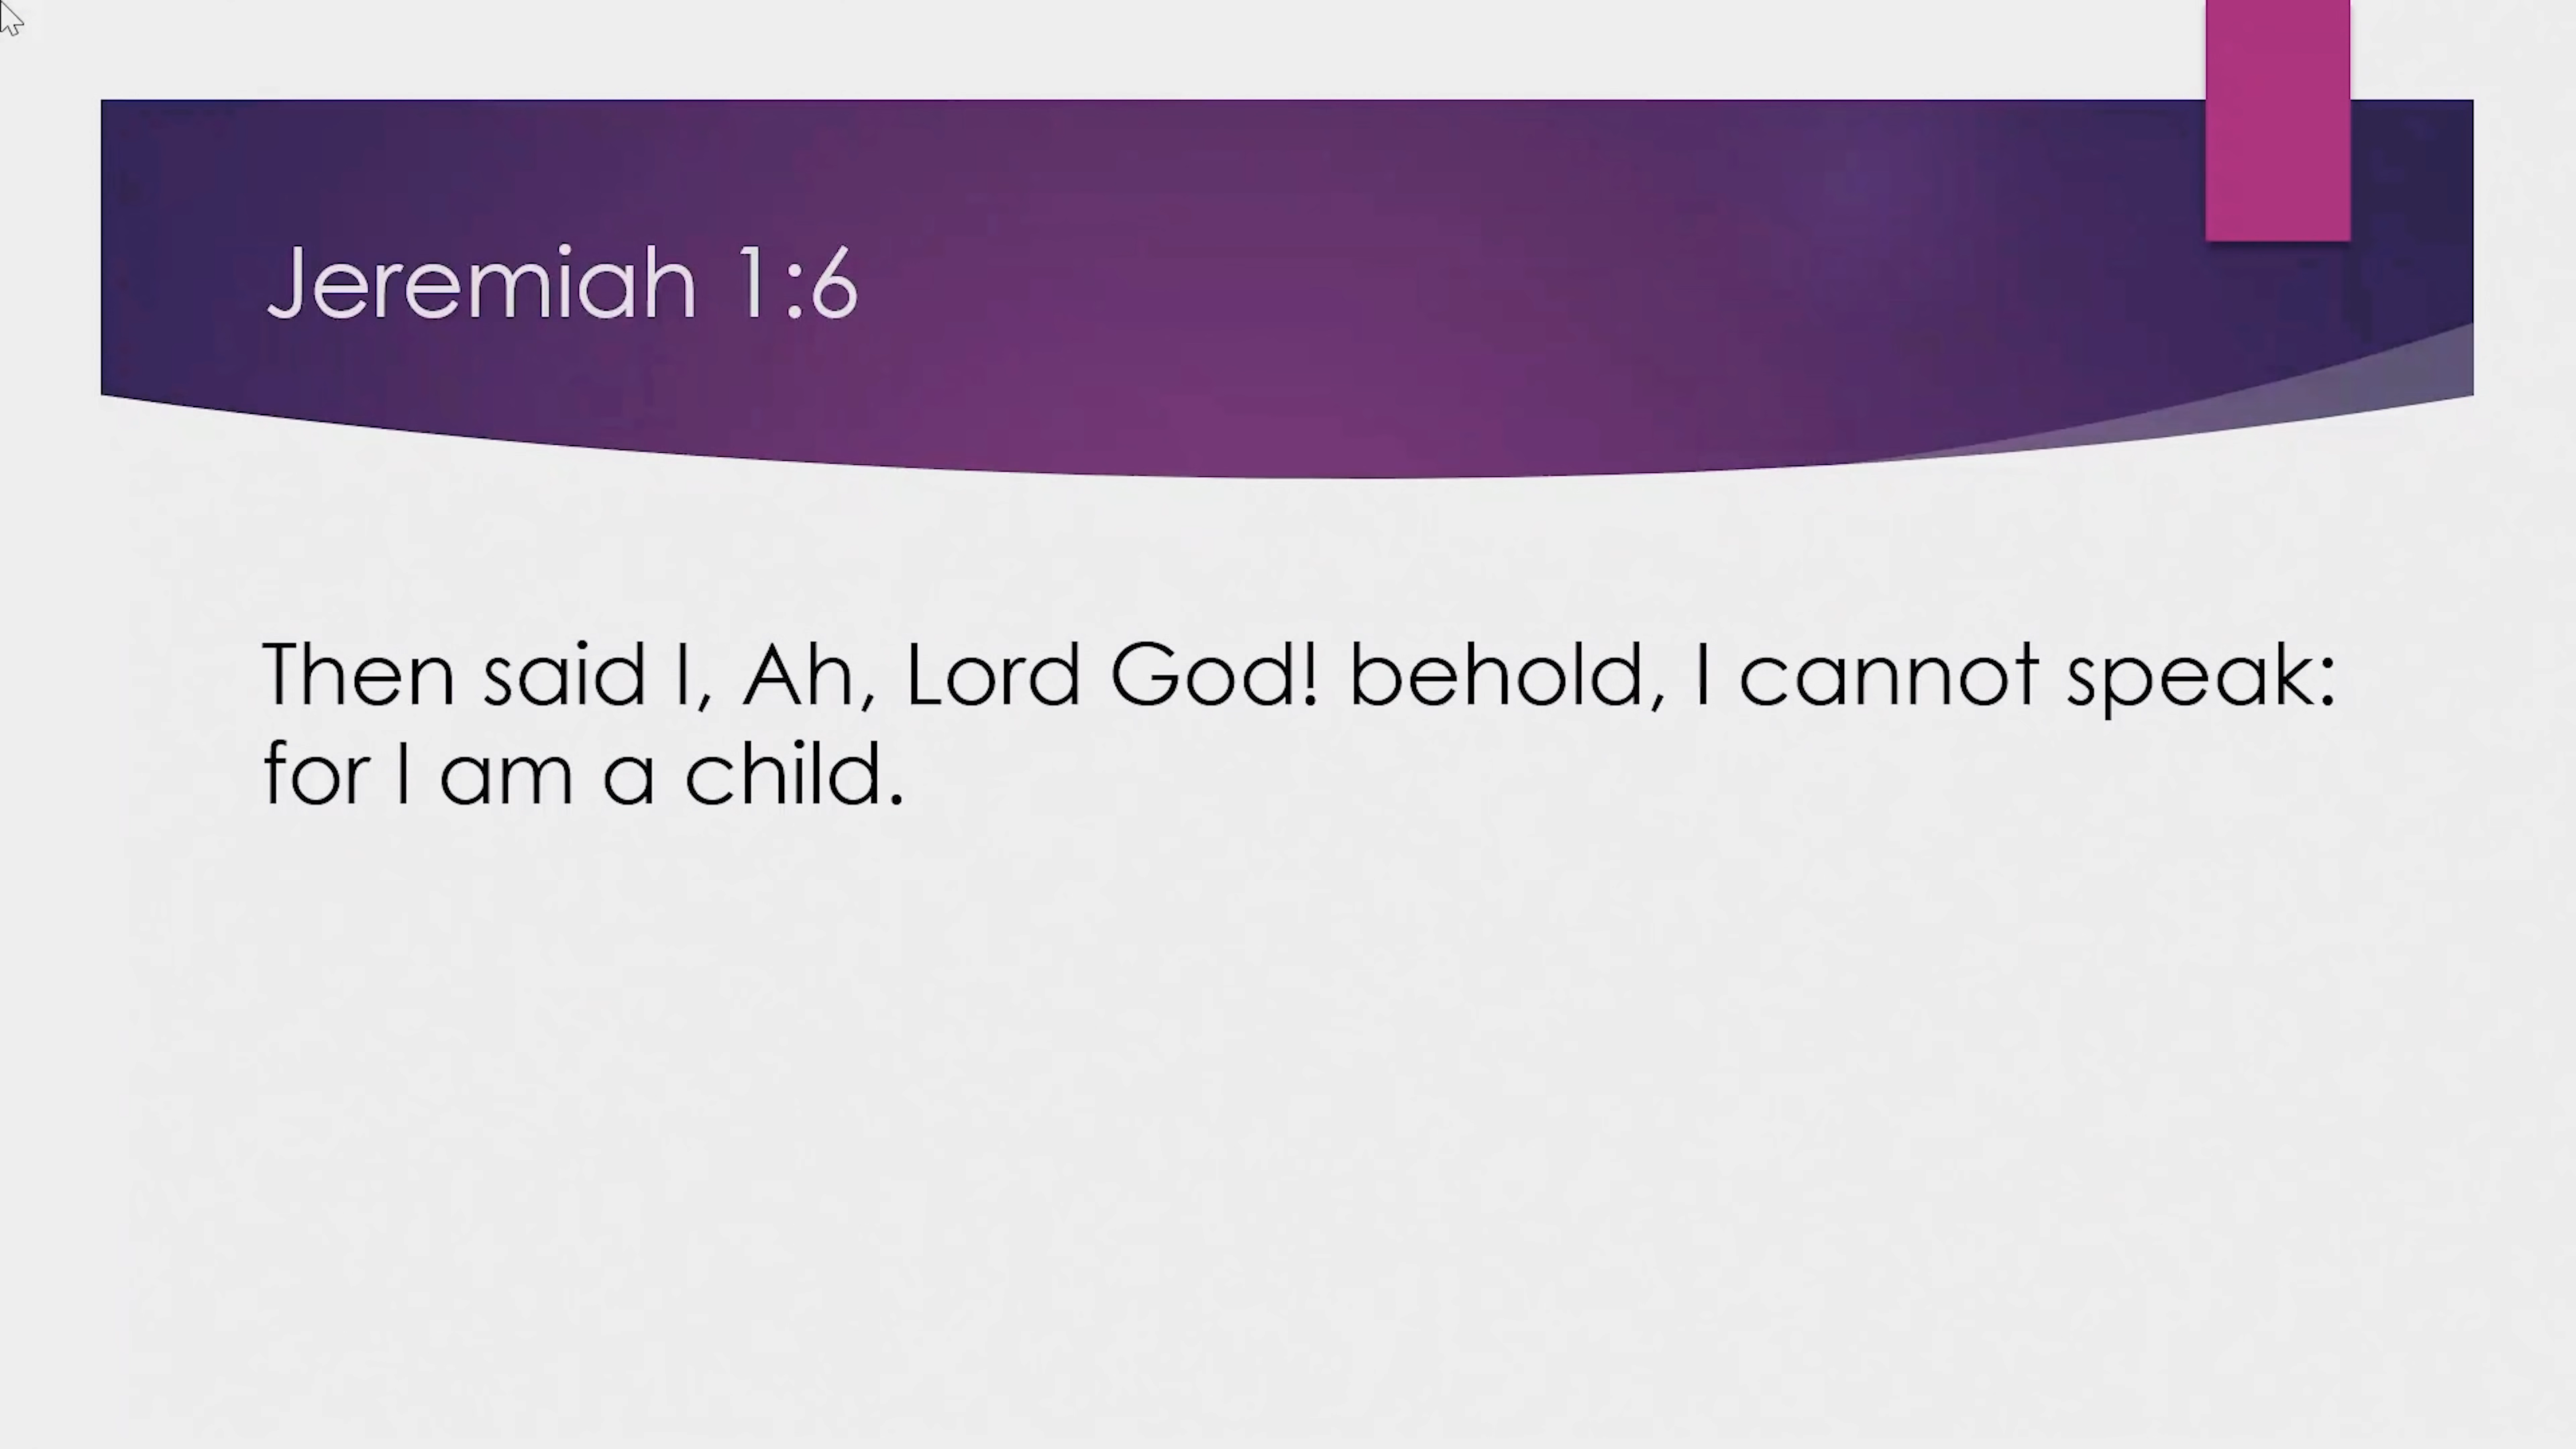 Jeremiah 1:6
Then said I, Ah, Lord God! behold, I cannot speak:
for I am a child.